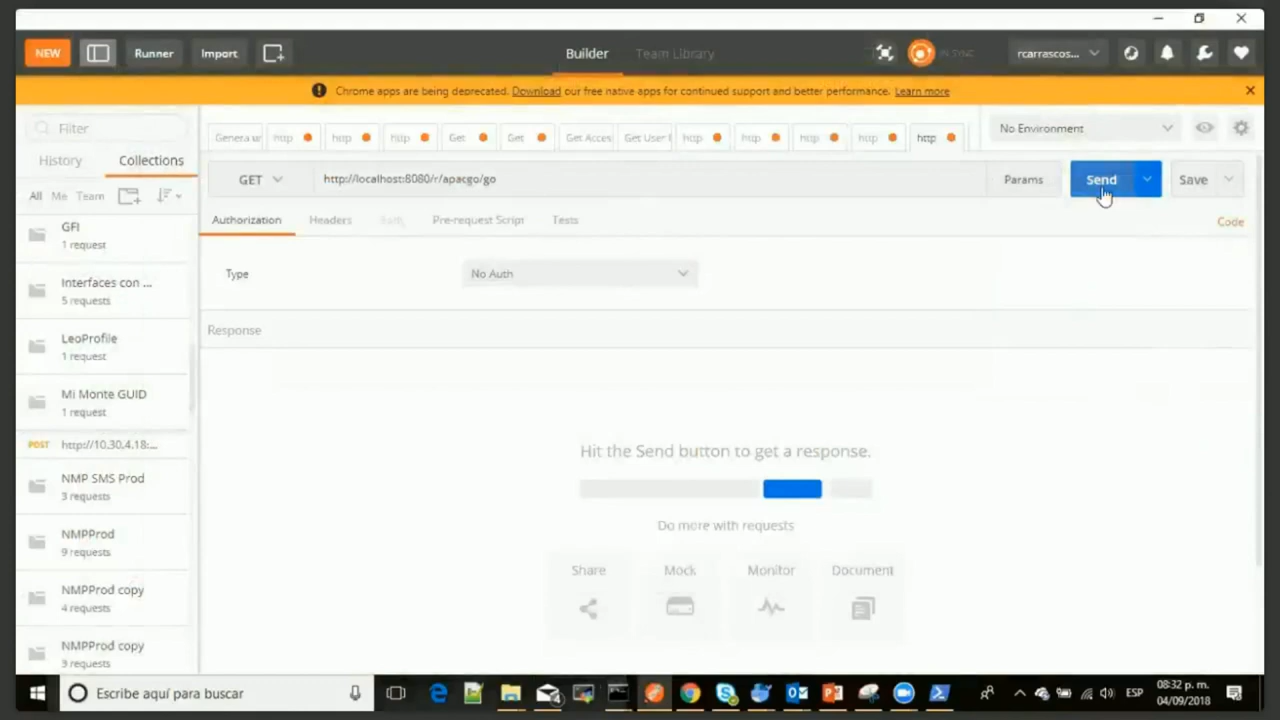 NEW Runner Import Builder Team Library IN SYNC rcarrascos...
Chrome apps are being deprecated. Download our free native apps for continued support and better performance. Learn more
Filter
History Collections
All Me Team
GFI
1 request
Interfaces con ...
5 requests
LeoProfile
1 request
Mi Monte GUID
1 request
POST http://10.30.4.18:...
NMP SMS Prod
3 requests
NMPProd
9 requests
NMPProd copy
4 requests
NMPProd copy
3 requests
http http http Get Get Get Acces Get User http http http http http
No Environment
GET http://localhost:8080/r/apacgo/go Params Send Save
Authorization Headers Body Pre-request Script Tests Code
Type No Auth
Response
Hit the Send button to get a response.
Do more with requests
Share Mock Monitor Document
Escribe aquí para buscar
ESP
08:32 p. m.
04/09/2018